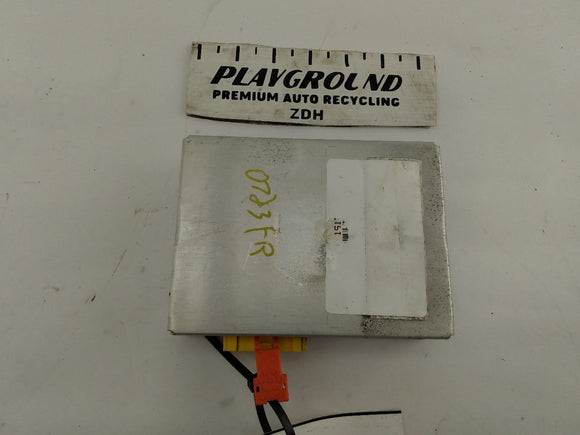 PLAYGROUND
PREMIUM AUTO RECYCLING
ZDH
0723FR